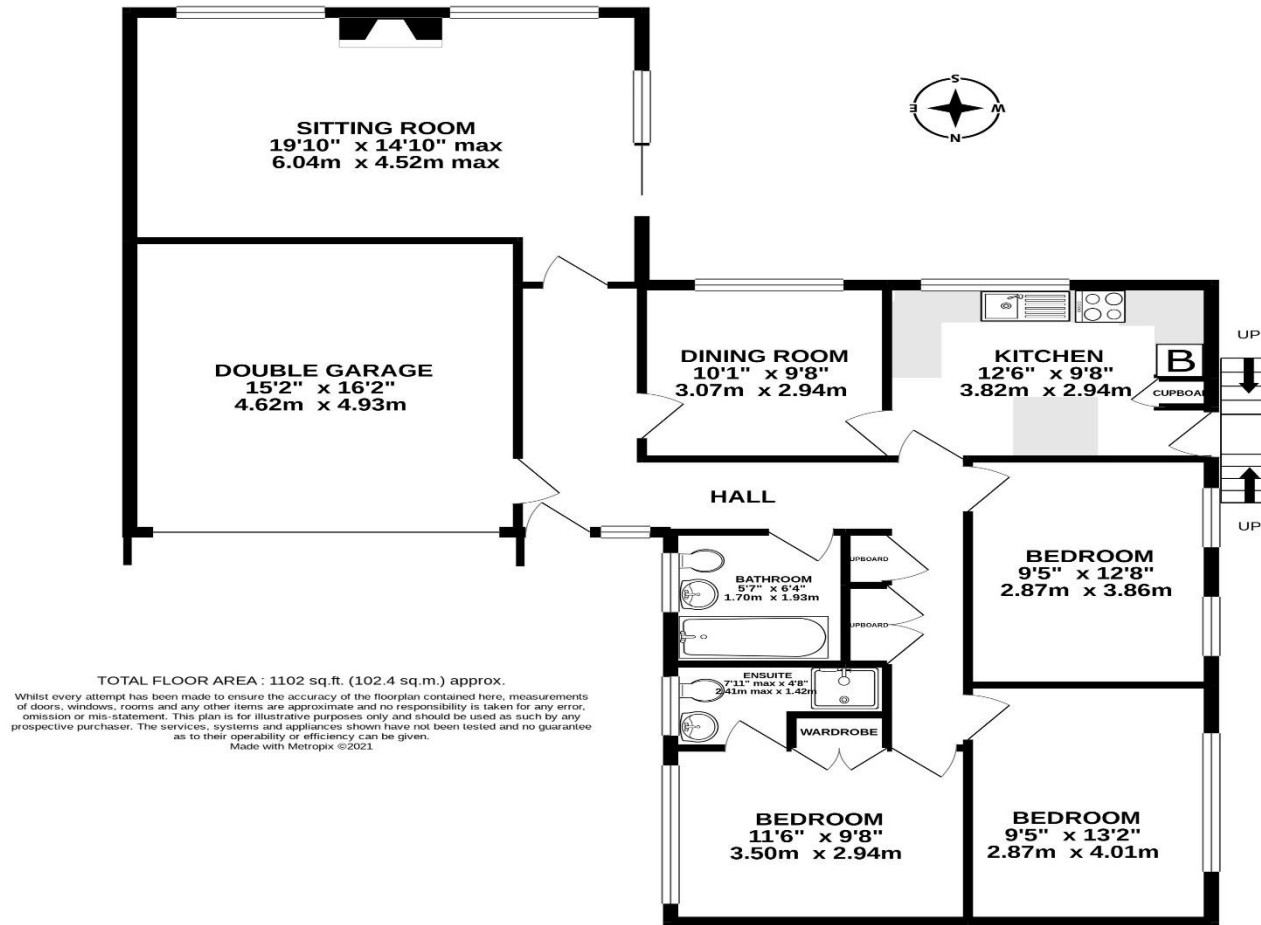 S
E
W
N
SITTING ROOM
19'10" x 14'10" max
6.04m x 4.52m max
DOUBLE GARAGE
15'2" x 16'2"
4.62m x 4.93m
DINING ROOM
10'1" x 9'8"
3.07m x 2.94m
KITCHEN
12'6" x 9'8"
3.82m x 2.94m
B
CUPBOAR
UP
UP
HALL
BEDROOM
9'5" x 12'8"
2.87m x 3.86m
BATHROOM
5'7" x 6'4"
1.70m x 1.93m
UPBOARD
UPBOARD
ENSUITE
7'11" max x 4'8"
2.41m max x 1.42m
WARDROBE
BEDROOM
11'6" x 9'8"
3.50m x 2.94m
BEDROOM
9'5" x 13'2"
2.87m x 4.01m
TOTAL FLOOR AREA : 1102 sq.ft. (102.4 sq.m.) approx.
Whilst every attempt has been made to ensure the accuracy of the floorplan contained here, measurements
of doors, windows, rooms and any other items are approximate and no responsibility is taken for any error,
omission or mis-statement. This plan is for illustrative purposes only and should be used as such by any
prospective purchaser. The services, systems and appliances shown have not been tested and no guarantee
as to their operability or efficiency can be given.
Made with Metropix ©2021